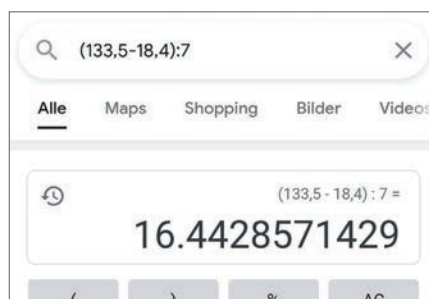 (133,5-18,4):7
Alle Maps Shopping Bilder Videos
(133,5 - 18,4) : 7 =
16.4428571429
( ) % AC